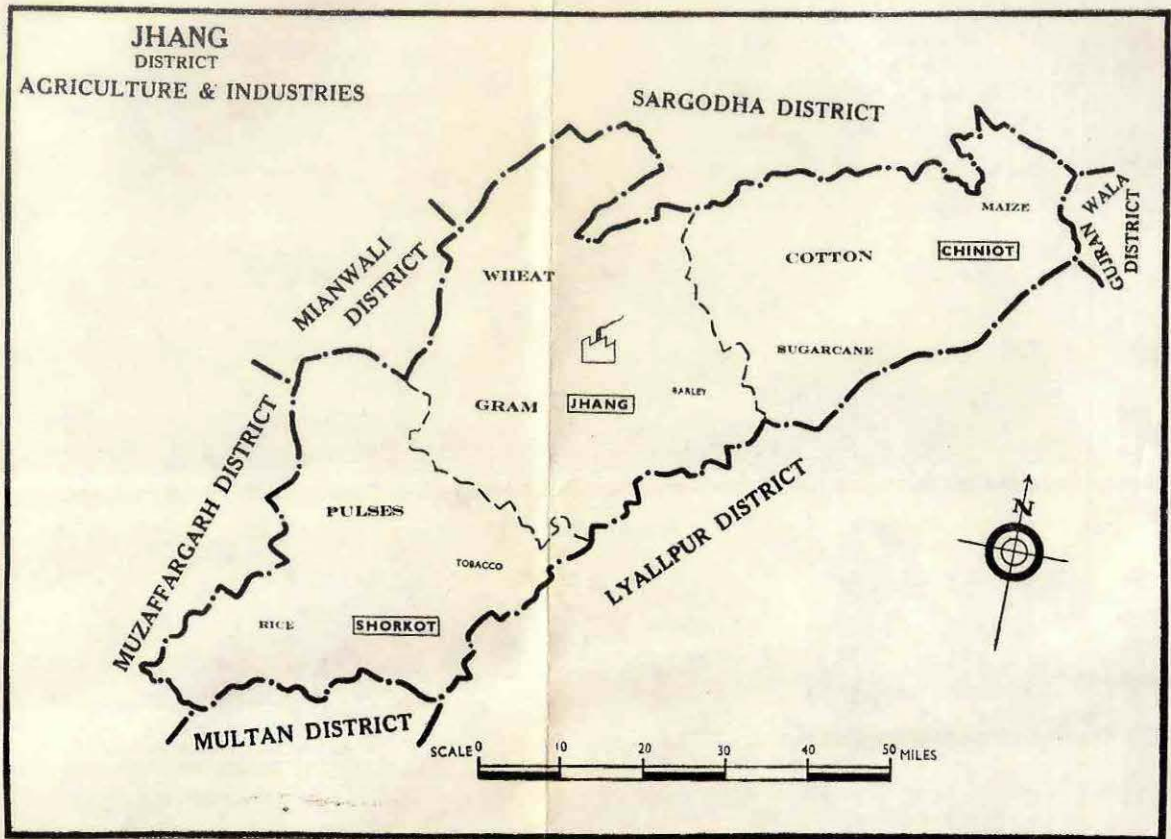 JHANG
DISTRICT
AGRICULTURE & INDUSTRIES
SARGODHA DISTRICT
MIANWALI
DISTRICT
GUJRAN WALA
DISTRICT
MAIZE
CHINIOT
COTTON
WHEAT
SUGARCANE
GRAM
JHANG
BARLEY
MUZAFFARGARH DISTRICT
PULSES
TOBACCO
LYALLPUR DISTRICT
N
RICE
SHORKOT
MULTAN DISTRICT
SCALE 0 10 20 30 40 50 MILES